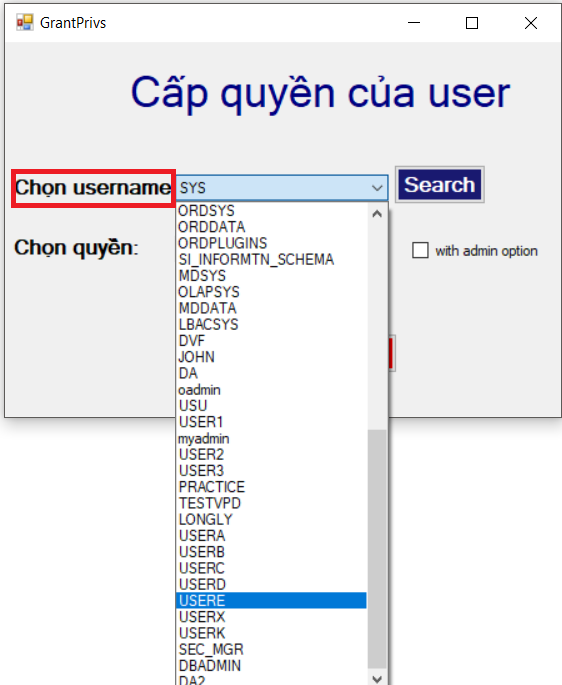 GrantPrivs
Cấp quyền của user
Chọn username
SYS
Search
ORDSYS
ORDDATA
ORDPLUGINS
SI_INFORMTN_SCHEMA
MDSYS
OLAPSYS
MDDATA
LBACSYS
DVF
JOHN
DA
oadmin
USU
USER1
myadmin
USER2
USER3
PRACTICE
TESTVPD
LONGLY
USERA
USERB
USERC
USERD
USERE
USERX
USERK
SEC_MGR
DBADMIN
DA2
Chọn quyền:
with admin option